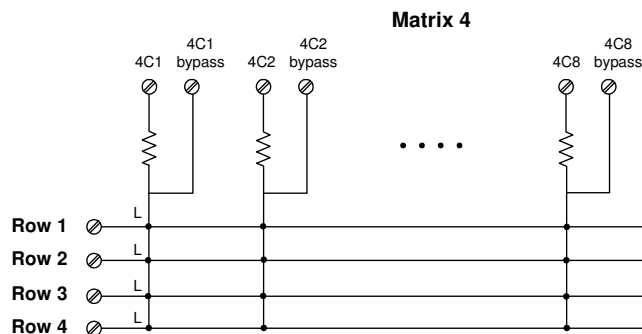 Matrix 4
4C1
4C1 bypass
4C2
4C2 bypass
4C8
4C8 bypass
L
Row 1
L
Row 2
L
Row 3
L
Row 4